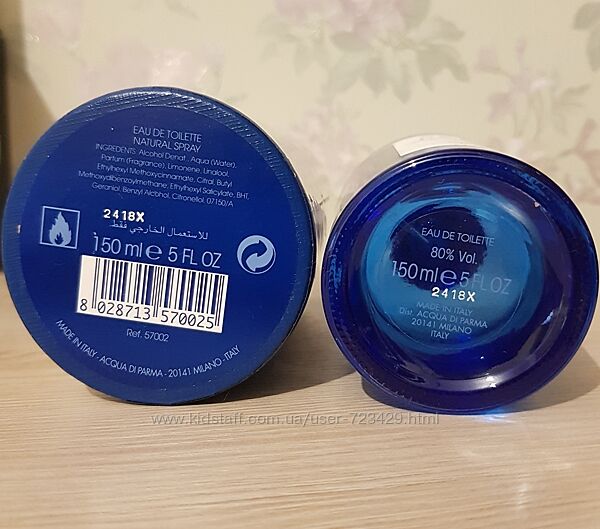 EAU DE TOILETTE
NATURAL SPRAY
INGREDIENTS: Alcohol Denat., Aqua (Water),
Parfum (Fragrance), Limonene, Linalool,
Ethylhexyl Methoxycinnamate, Citral, Butyl
Methoxydibenzoylmethane, Ethylhexyl Salicylate, BHT,
Geraniol, Benzyl Alcohol, Citronellol. 07150/A
2418X
للاستعمال الخارجي فقط
150 ml e 5 FL OZ
8 028713 570025
Ref. 57002
MADE IN ITALY - ACQUA DI PARMA - 20141 MILANO - ITALY
EAU DE TOILETTE
80% Vol.
150 ml e 5 FL OZ
2418X
MADE IN ITALY
Dist. ACQUA DI PARMA
20141 MILANO
ITALY
www.kidstaff.com.ua/user-723429.html